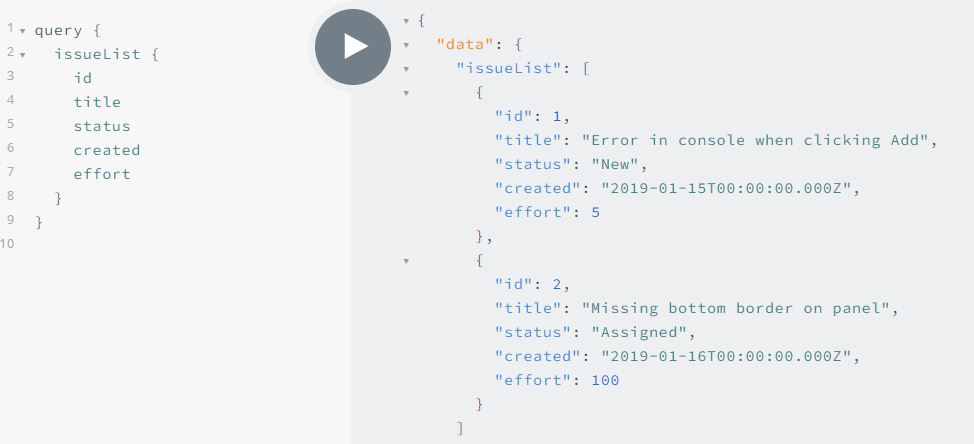 1 query {
2 issueList {
3 id
4 title
5 status
6 created
7 effort
8 }
9 }
10
{
"data": {
"issueList": [
{
"id": 1,
"title": "Error in console when clicking Add",
"status": "New",
"created": "2019-01-15T00:00:00.000Z",
"effort": 5
},
{
"id": 2,
"title": "Missing bottom border on panel",
"status": "Assigned",
"created": "2019-01-16T00:00:00.000Z",
"effort": 100
}
]